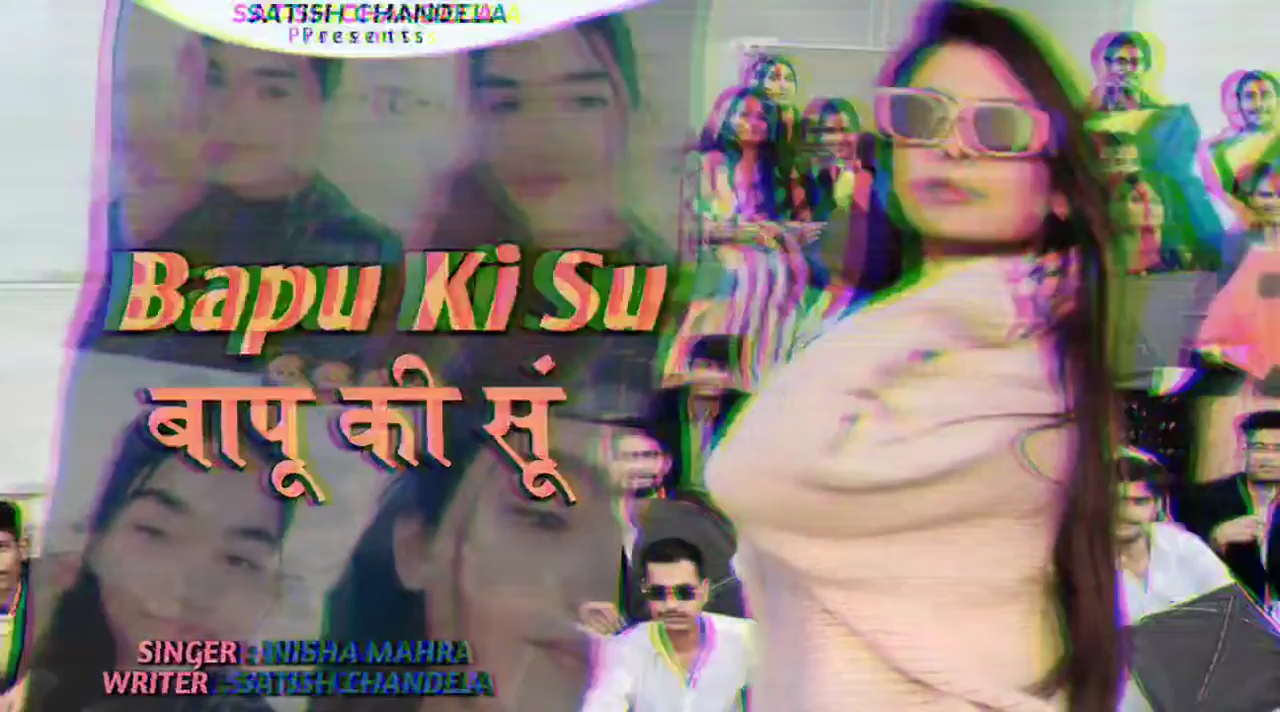 SATISH CHANDELA
Presents
Bapu Ki Su
बापू की सूं
SINGER : NISHA MAHRA
WRITER : SATISH CHANDELA